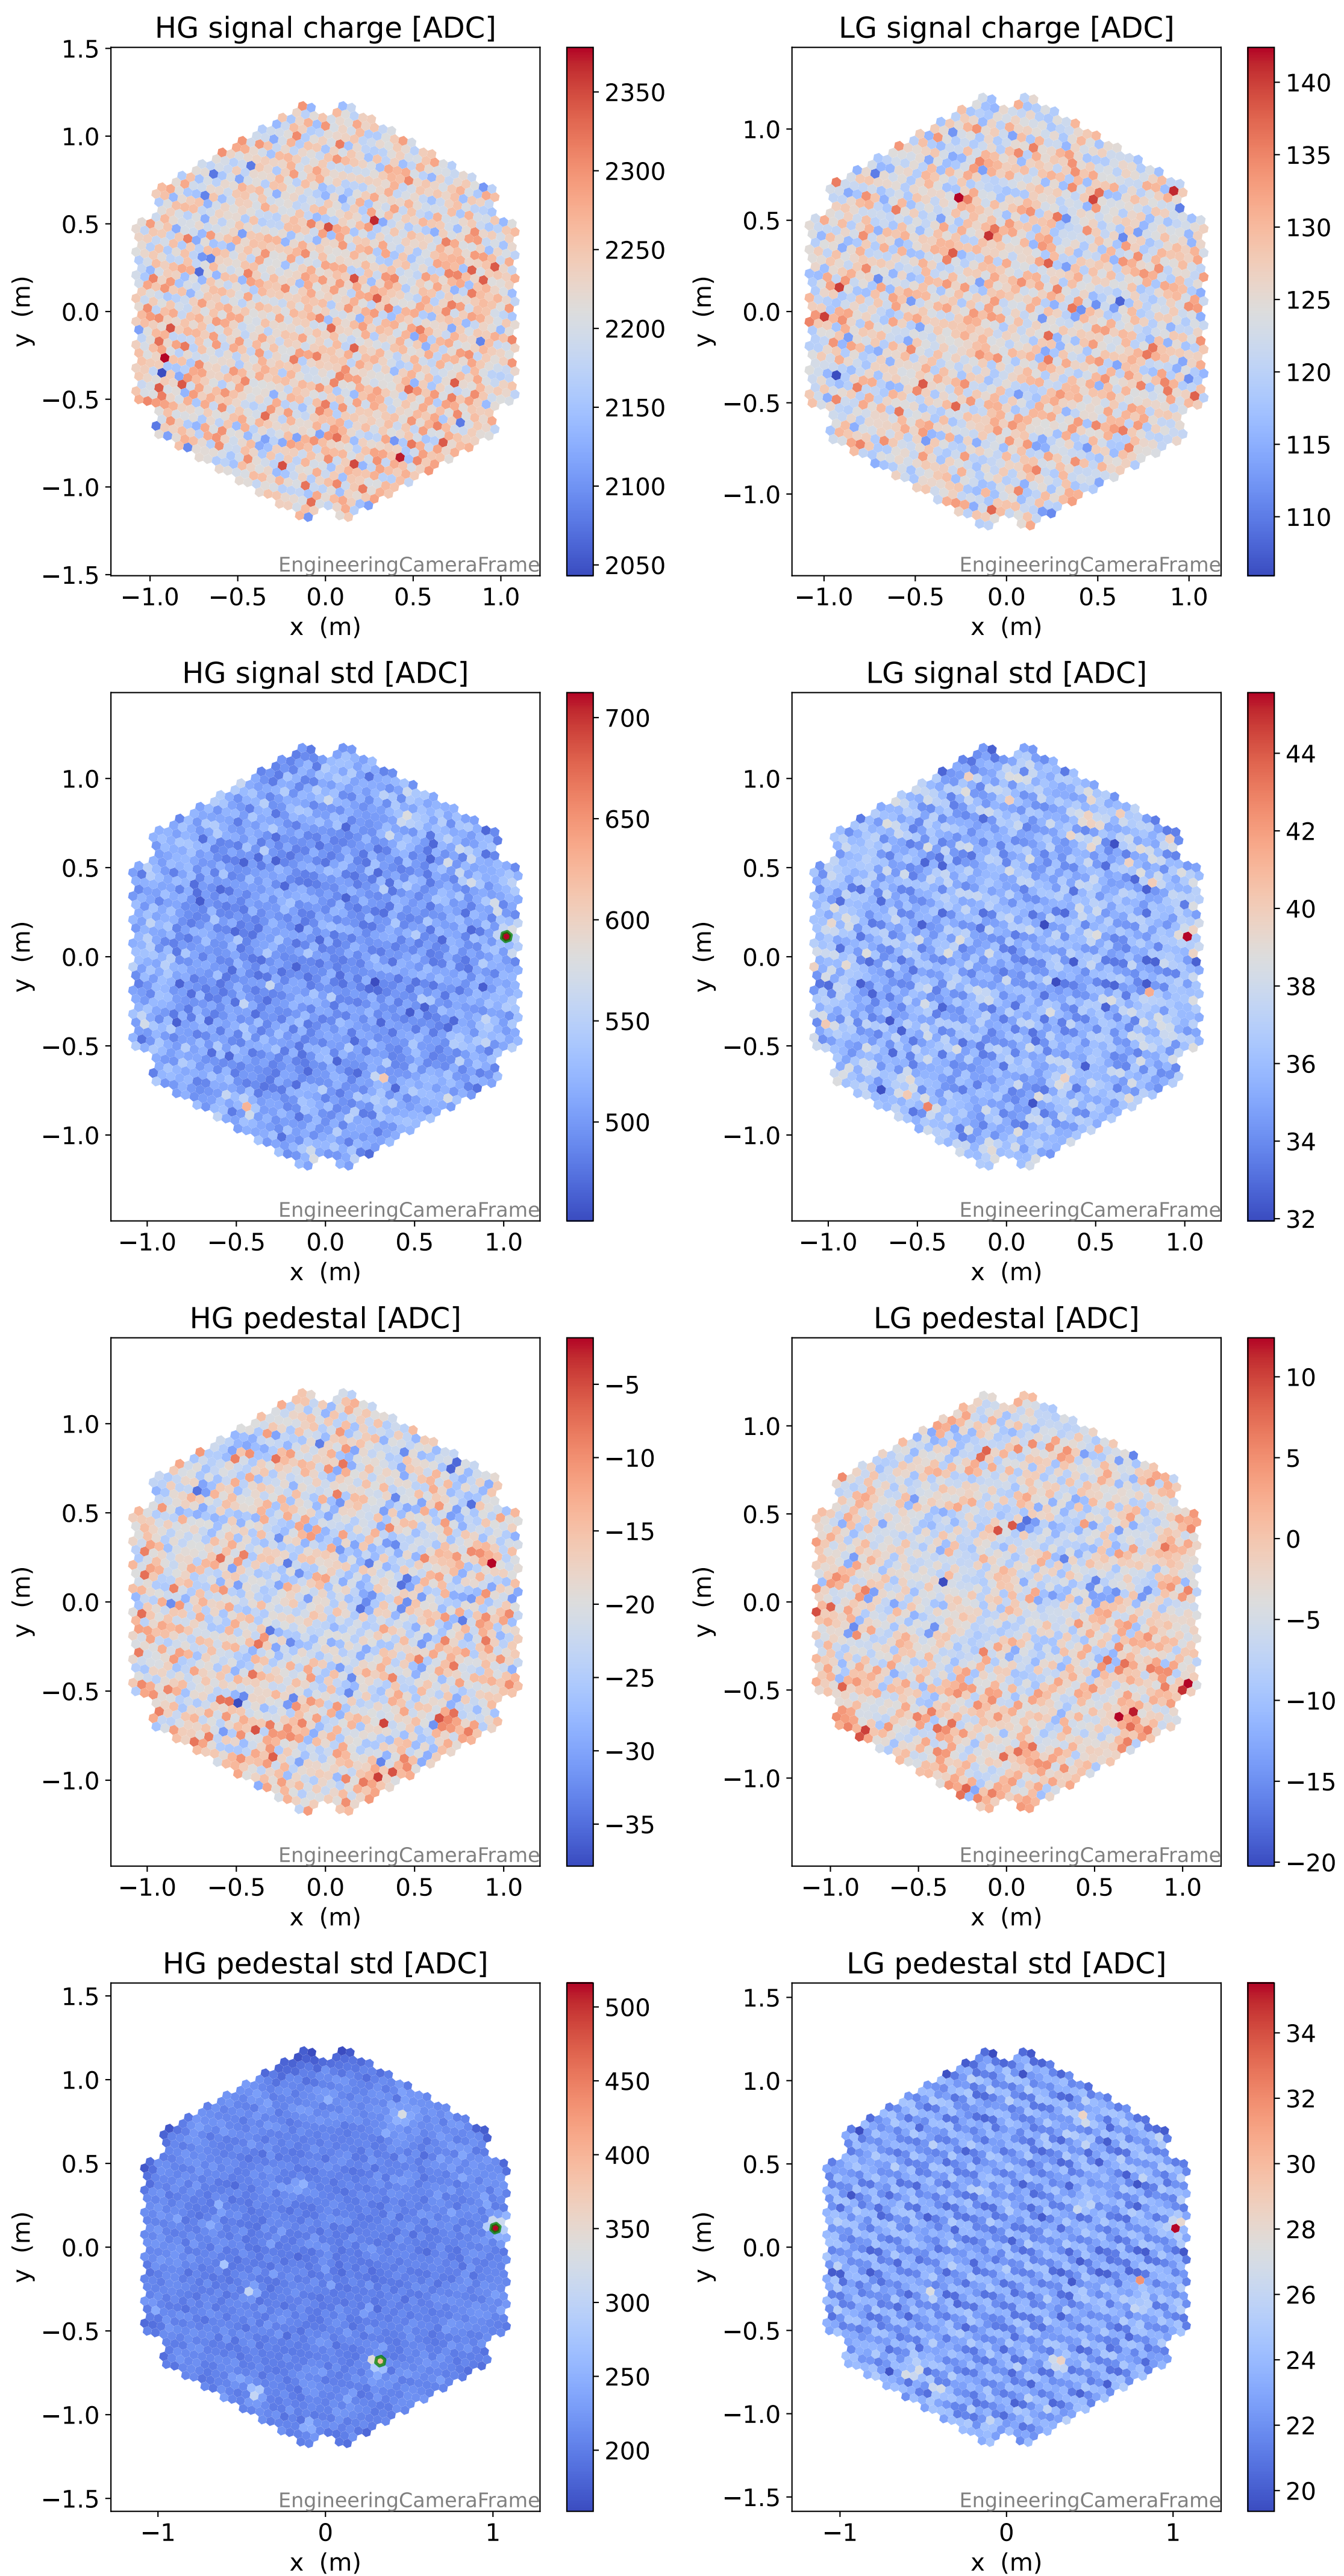 HG signal charge [ADC]
1.5
1.0
0.5
0.0
−0.5
−1.0
−1.5
y (m)
−1.0 −0.5 0.0 0.5 1.0
x (m)
EngineeringCameraFrame
2350
2300
2250
2200
2150
2100
2050
LG signal charge [ADC]
1.0
0.5
0.0
−0.5
−1.0
y (m)
−1.0 −0.5 0.0 0.5 1.0
x (m)
EngineeringCameraFrame
140
135
130
125
120
115
110
HG signal std [ADC]
1.0
0.5
0.0
−0.5
−1.0
y (m)
−1.0 −0.5 0.0 0.5 1.0
x (m)
EngineeringCameraFrame
700
650
600
550
500
LG signal std [ADC]
1.0
0.5
0.0
−0.5
−1.0
y (m)
−1.0 −0.5 0.0 0.5 1.0
x (m)
EngineeringCameraFrame
44
42
40
38
36
34
32
HG pedestal [ADC]
1.0
0.5
0.0
−0.5
−1.0
y (m)
−1.0 −0.5 0.0 0.5 1.0
x (m)
EngineeringCameraFrame
−5
−10
−15
−20
−25
−30
−35
LG pedestal [ADC]
1.0
0.5
0.0
−0.5
−1.0
y (m)
−1.0 −0.5 0.0 0.5 1.0
x (m)
EngineeringCameraFrame
10
5
0
−5
−10
−15
−20
HG pedestal std [ADC]
1.5
1.0
0.5
0.0
−0.5
−1.0
−1.5
y (m)
−1 0 1
x (m)
EngineeringCameraFrame
500
450
400
350
300
250
200
LG pedestal std [ADC]
1.5
1.0
0.5
0.0
−0.5
−1.0
−1.5
y (m)
−1 0 1
x (m)
EngineeringCameraFrame
34
32
30
28
26
24
22
20